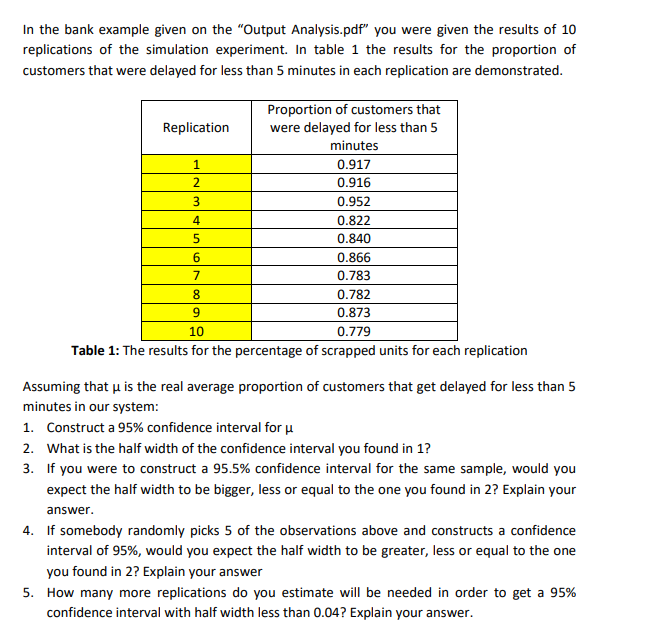 In the bank example given on the “Output Analysis.pdf” you were given the results of 10
replications of the simulation experiment. In table 1 the results for the proportion of
customers that were delayed for less than 5 minutes in each replication are demonstrated.
Replication
Proportion of customers that
were delayed for less than 5
minutes
1 0.917
2 0.916
3 0.952
4 0.822
5 0.840
6 0.866
7 0.783
8 0.782
9 0.873
10 0.779
Table 1: The results for the percentage of scrapped units for each replication
Assuming that μ is the real average proportion of customers that get delayed for less than 5
minutes in our system:
1. Construct a 95% confidence interval for μ
2. What is the half width of the confidence interval you found in 1?
3. If you were to construct a 95.5% confidence interval for the same sample, would you
expect the half width to be bigger, less or equal to the one you found in 2? Explain your
answer.
4. If somebody randomly picks 5 of the observations above and constructs a confidence
interval of 95%, would you expect the half width to be greater, less or equal to the one
you found in 2? Explain your answer
5. How many more replications do you estimate will be needed in order to get a 95%
confidence interval with half width less than 0.04? Explain your answer.